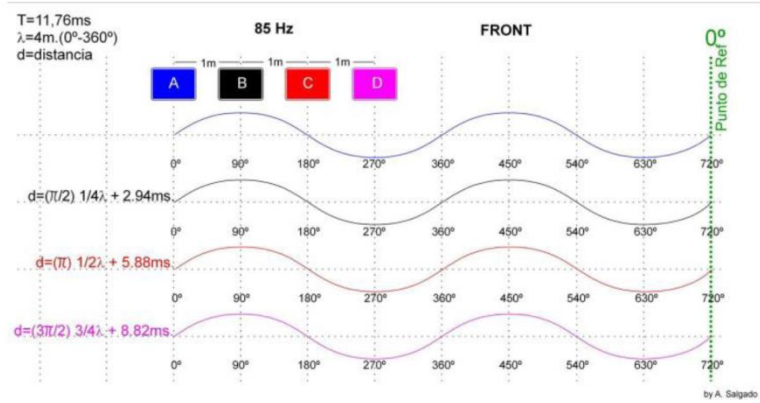 T=11,76ms
λ=4m.(0º-360º)
d=distancia
85 Hz
FRONT
0º
Punto de Ref
1m 1m 1m
A B C D
0º 90º 180º 270º 360º 450º 540º 630º 720º
d=(π/2) 1/4λ + 2.94ms
0º 90º 180º 270º 360º 450º 540º 630º 720º
d=(π) 1/2λ + 5.88ms
0º 90º 180º 270º 360º 450º 540º 630º 720º
d=(3π/2) 3/4λ + 8.82ms
0º 90º 180º 270º 360º 450º 540º 630º 720º
by A. Salgado